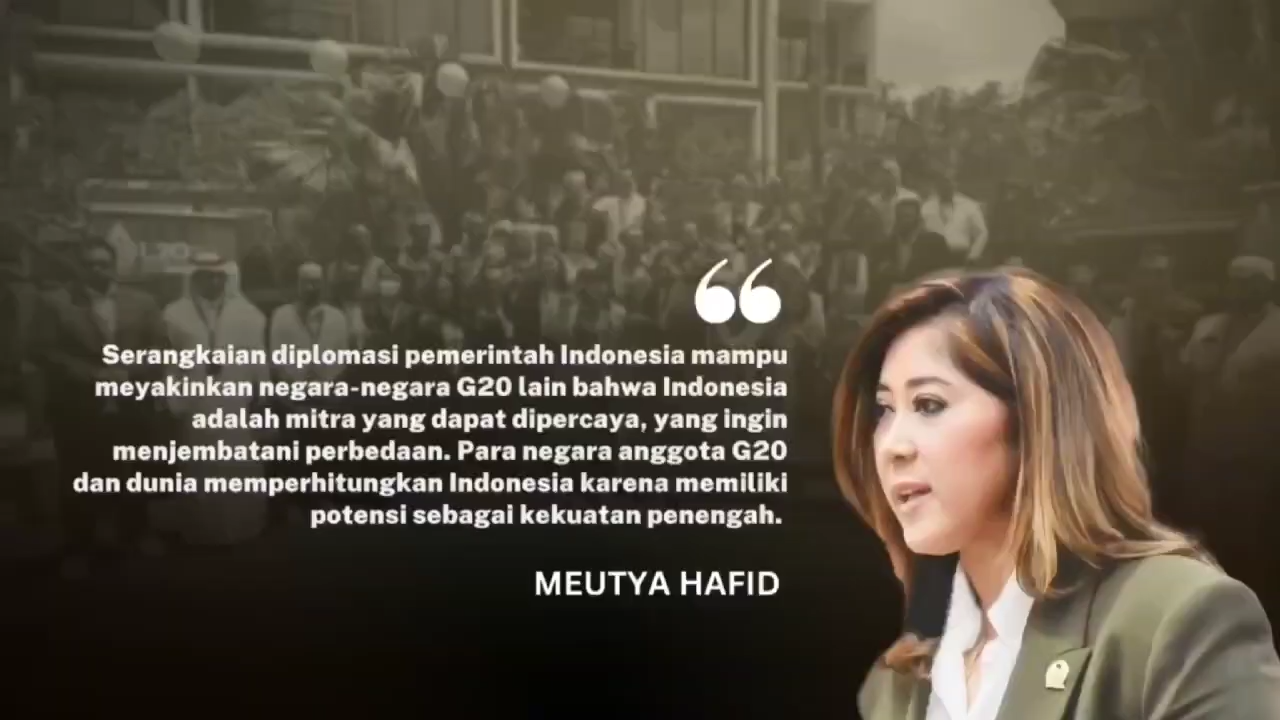 Serangkaian diplomasi pemerintah Indonesia mampu
meyakinkan negara-negara G20 lain bahwa Indonesia
adalah mitra yang dapat dipercaya, yang ingin
menjembatani perbedaan. Para negara anggota G20
dan dunia memperhitungkan Indonesia karena memiliki
potensi sebagai kekuatan penengah.
MEUTYA HAFID